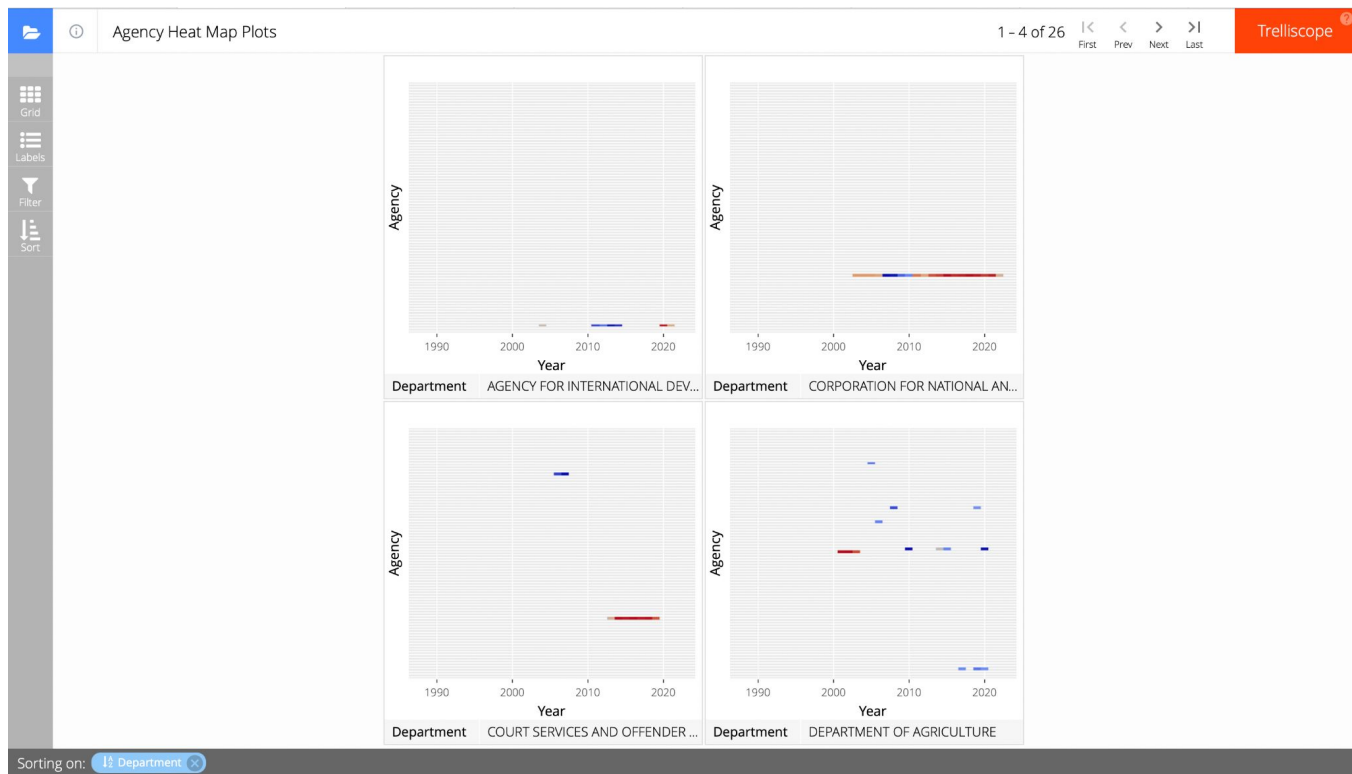 Agency Heat Map Plots
1 - 4 of 26
First Prev Next Last
Trelliscope
?
Grid
Labels
Filter
Sort
Agency
1990 2000 2010 2020
Year
Department AGENCY FOR INTERNATIONAL DEV...
Agency
1990 2000 2010 2020
Year
Department CORPORATION FOR NATIONAL AN...
Agency
1990 2000 2010 2020
Year
Department COURT SERVICES AND OFFENDER ...
Agency
1990 2000 2010 2020
Year
Department DEPARTMENT OF AGRICULTURE
Sorting on: Department